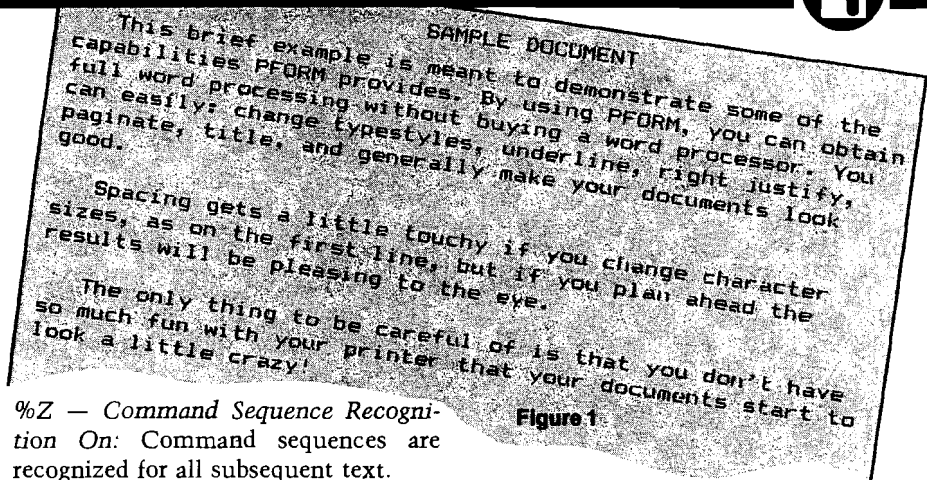 SAMPLE DOCUMENT
This brief example is meant to demonstrate some of the
capabilities PFORM provides. By using PFORM, you can obtain
full word processing without buying a word processor. You
can easily: change typestyles, underline, right justify,
paginate, title, and generally make your documents look
good.
Spacing gets a little touchy if you change character
sizes, as on the first line, but if you plan ahead the
results will be pleasing to the eye.
The only thing to be careful of is that you don't have
so much fun with your printer that your documents start to
look a little crazy!
Figure 1
%Z — Command Sequence Recogni-
tion On: Command sequences are
recognized for all subsequent text.